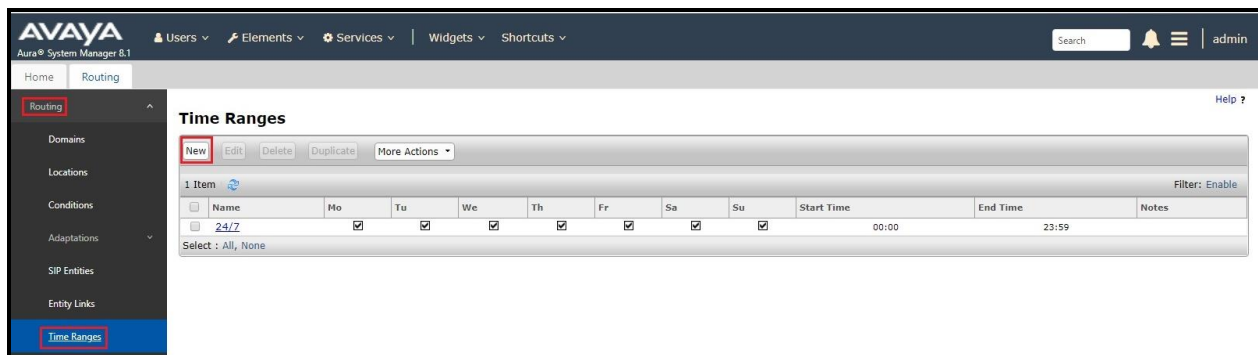 AVAYA
Aura® System Manager 8.1
Users Elements Services | Widgets Shortcuts
Search
admin
Home Routing
Routing
Help ?
Time Ranges
Domains
New Edit Delete Duplicate More Actions
Locations
1 Item Filter: Enable
Conditions
Name Mo Tu We Th Fr Sa Su Start Time End Time Notes
24/7 00:00 23:59
Adaptations
Select : All, None
SIP Entities
Entity Links
Time Ranges